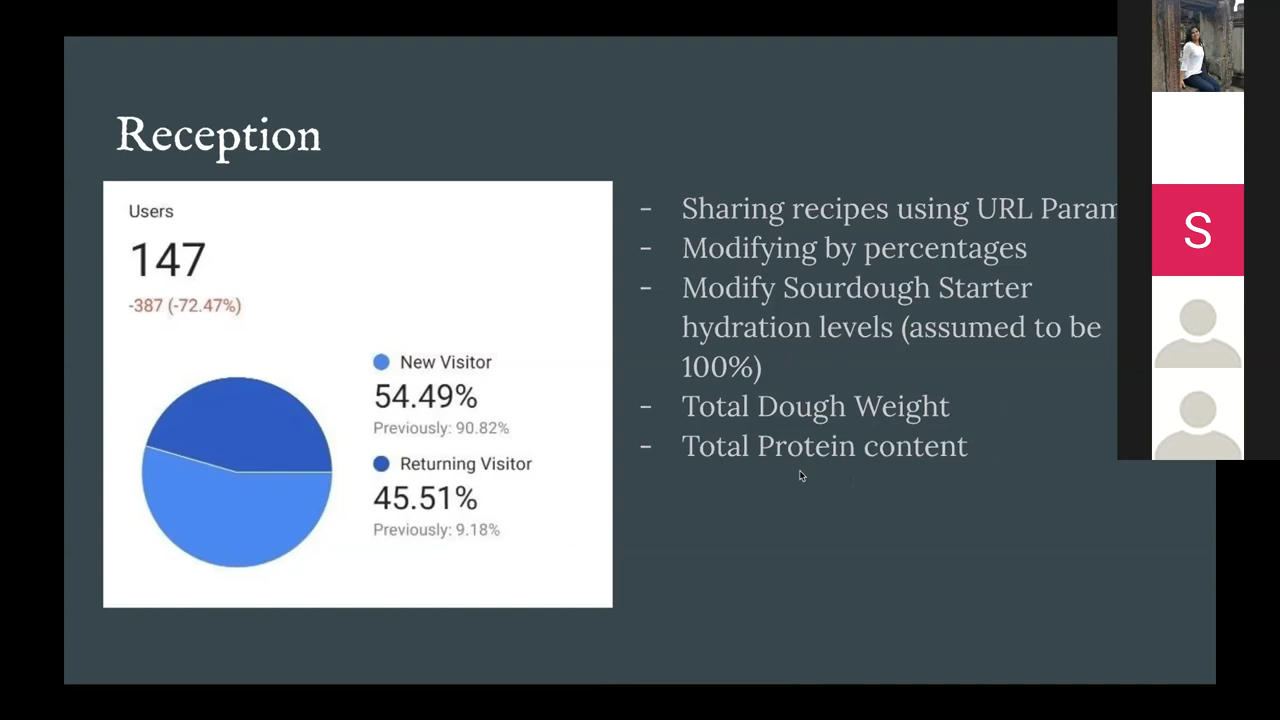 Reception
Users
147
-387 (-72.47%)
New Visitor
54.49%
Previously: 90.82%
Returning Visitor
45.51%
Previously: 9.18%
- Sharing recipes using URL Param
- Modifying by percentages
- Modify Sourdough Starter
hydration levels (assumed to be
100%)
- Total Dough Weight
- Total Protein content
S